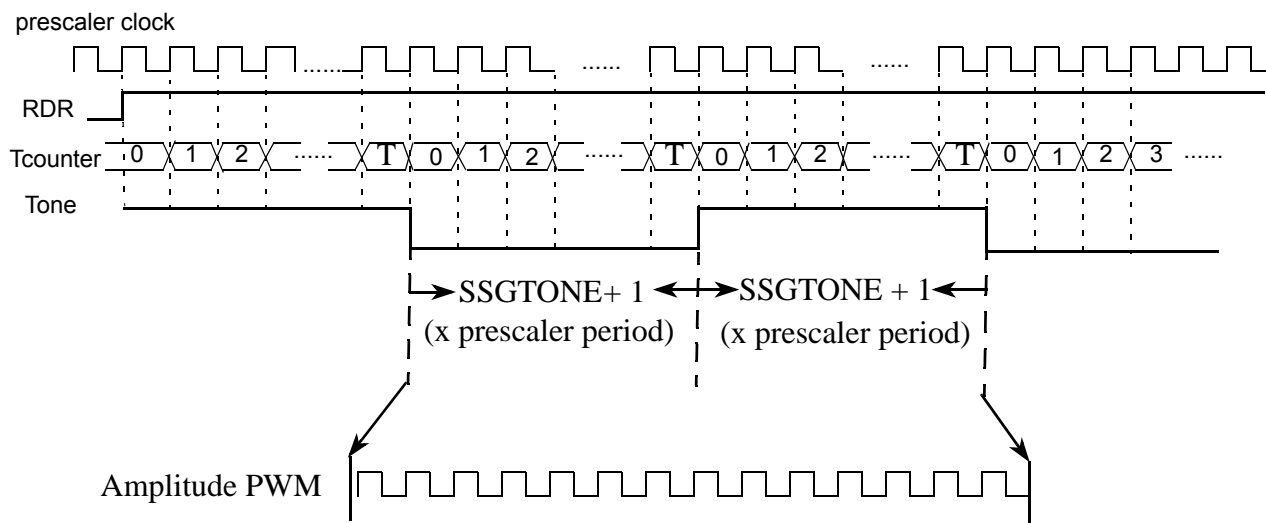 prescaler clock
...... ...... ......
RDR
Tcounter 0 1 2 ...... T 0 1 2 ...... T 0 1 2 ...... T 0 1 2 3 ......
Tone
SSGTONE+ 1 SSGTONE + 1
(x prescaler period) (x prescaler period)
Amplitude PWM